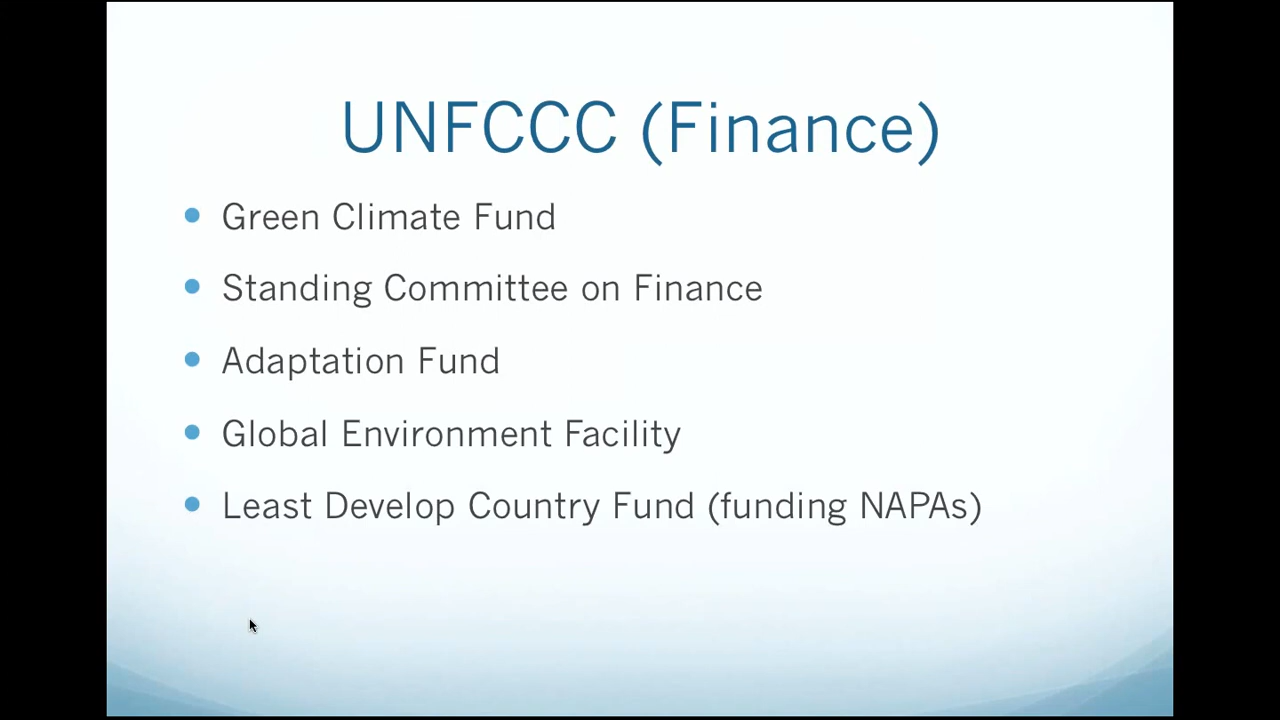 UNFCCC (Finance)
Green Climate Fund
Standing Committee on Finance
Adaptation Fund
Global Environment Facility
Least Develop Country Fund (funding NAPAs)